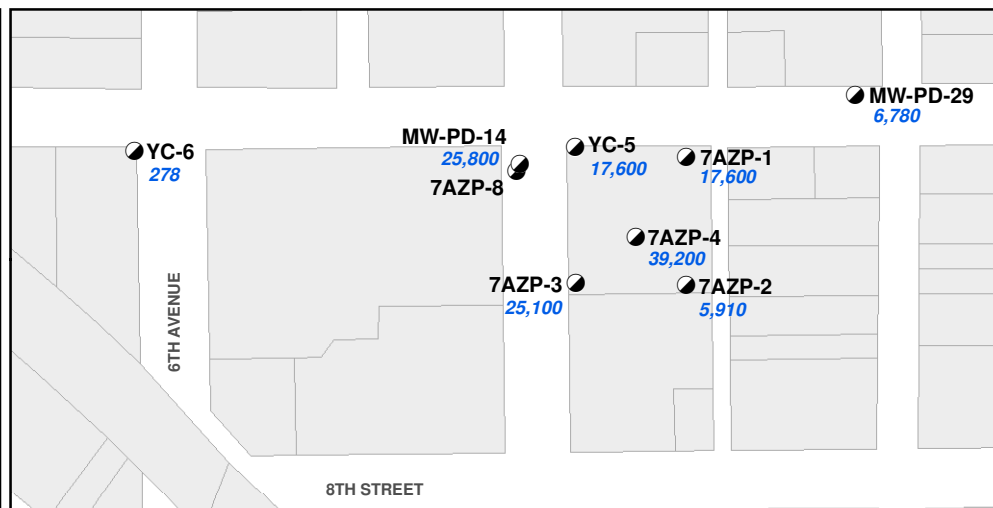 MW-PD-29
6,780
MW-PD-14
25,800
7AZP-8
YC-5
17,600
7AZP-1
17,600
YC-6
278
7AZP-4
39,200
7AZP-3
25,100
7AZP-2
5,910
6TH AVENUE
8TH STREET